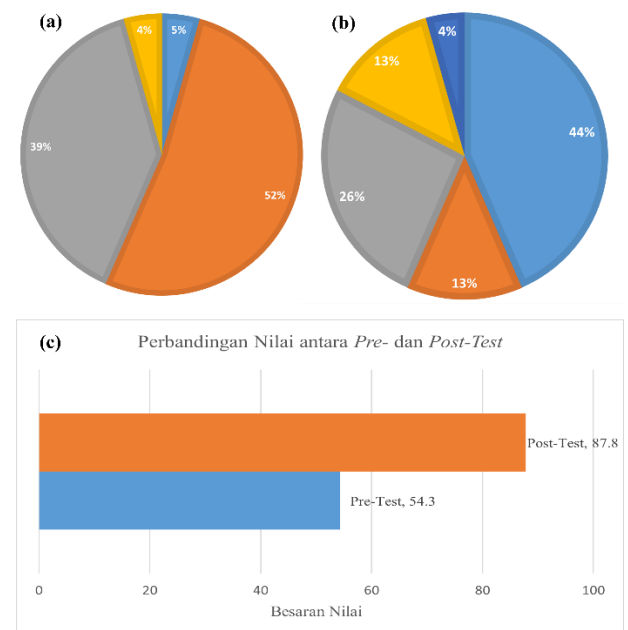 (a)
4%
5%
39%
52%
(b)
4%
13%
44%
26%
13%
(c)
Perbandingan Nilai antara Pre- dan Post-Test
Post-Test, 87.8
Pre-Test, 54.3
0
20
40
60
80
100
Besaran Nilai